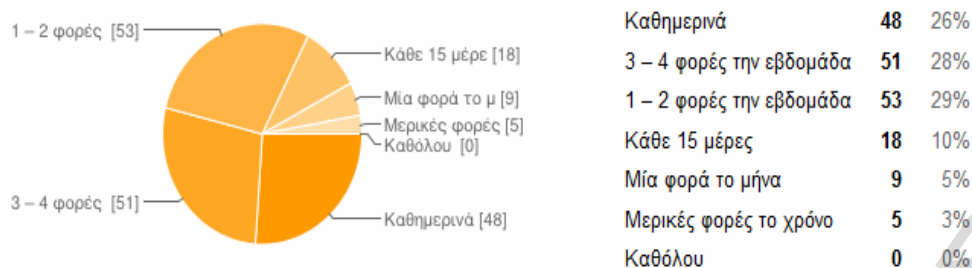 1 – 2 φορές [53]
Κάθε 15 μέρε [18]
Μία φορά το μ [9]
Μερικές φορές [5]
Καθόλου [0]
3 – 4 φορές [51]
Καθημερινά [48]
Καθημερινά 48 26%
3 – 4 φορές την εβδομάδα 51 28%
1 – 2 φορές την εβδομάδα 53 29%
Κάθε 15 μέρες 18 10%
Μία φορά το μήνα 9 5%
Μερικές φορές το χρόνο 5 3%
Καθόλου 0 0%